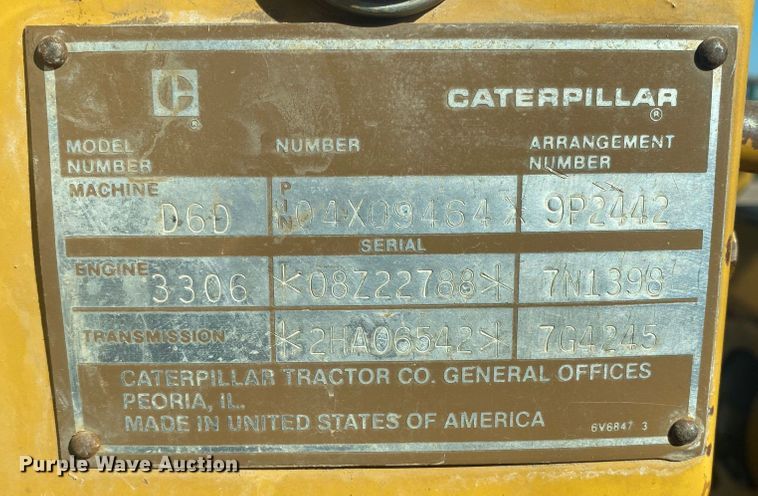 C ®
CATERPILLAR ®
MODEL NUMBER NUMBER ARRANGEMENT NUMBER
MACHINE D6D PIN *04X09464* 9P2442
SERIAL
ENGINE 3306 *08Z22788* 7N1398
TRANSMISSION *2HA06542* 7G4245
CATERPILLAR TRACTOR CO. GENERAL OFFICES
PEORIA, IL.
MADE IN UNITED STATES OF AMERICA 6V6847 3
Purple Wave Auction